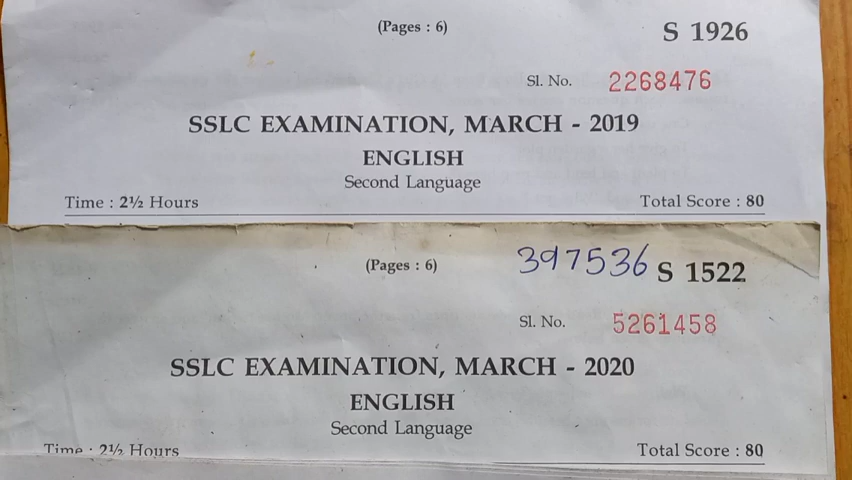 (Pages : 6) S 1926
Sl. No. 2268476
SSLC EXAMINATION, MARCH - 2019
ENGLISH
Second Language
Time : 2½ Hours Total Score : 80
(Pages : 6) 397536 S 1522
Sl. No. 5261458
SSLC EXAMINATION, MARCH - 2020
ENGLISH
Second Language
Time : 2½ Hours Total Score : 80